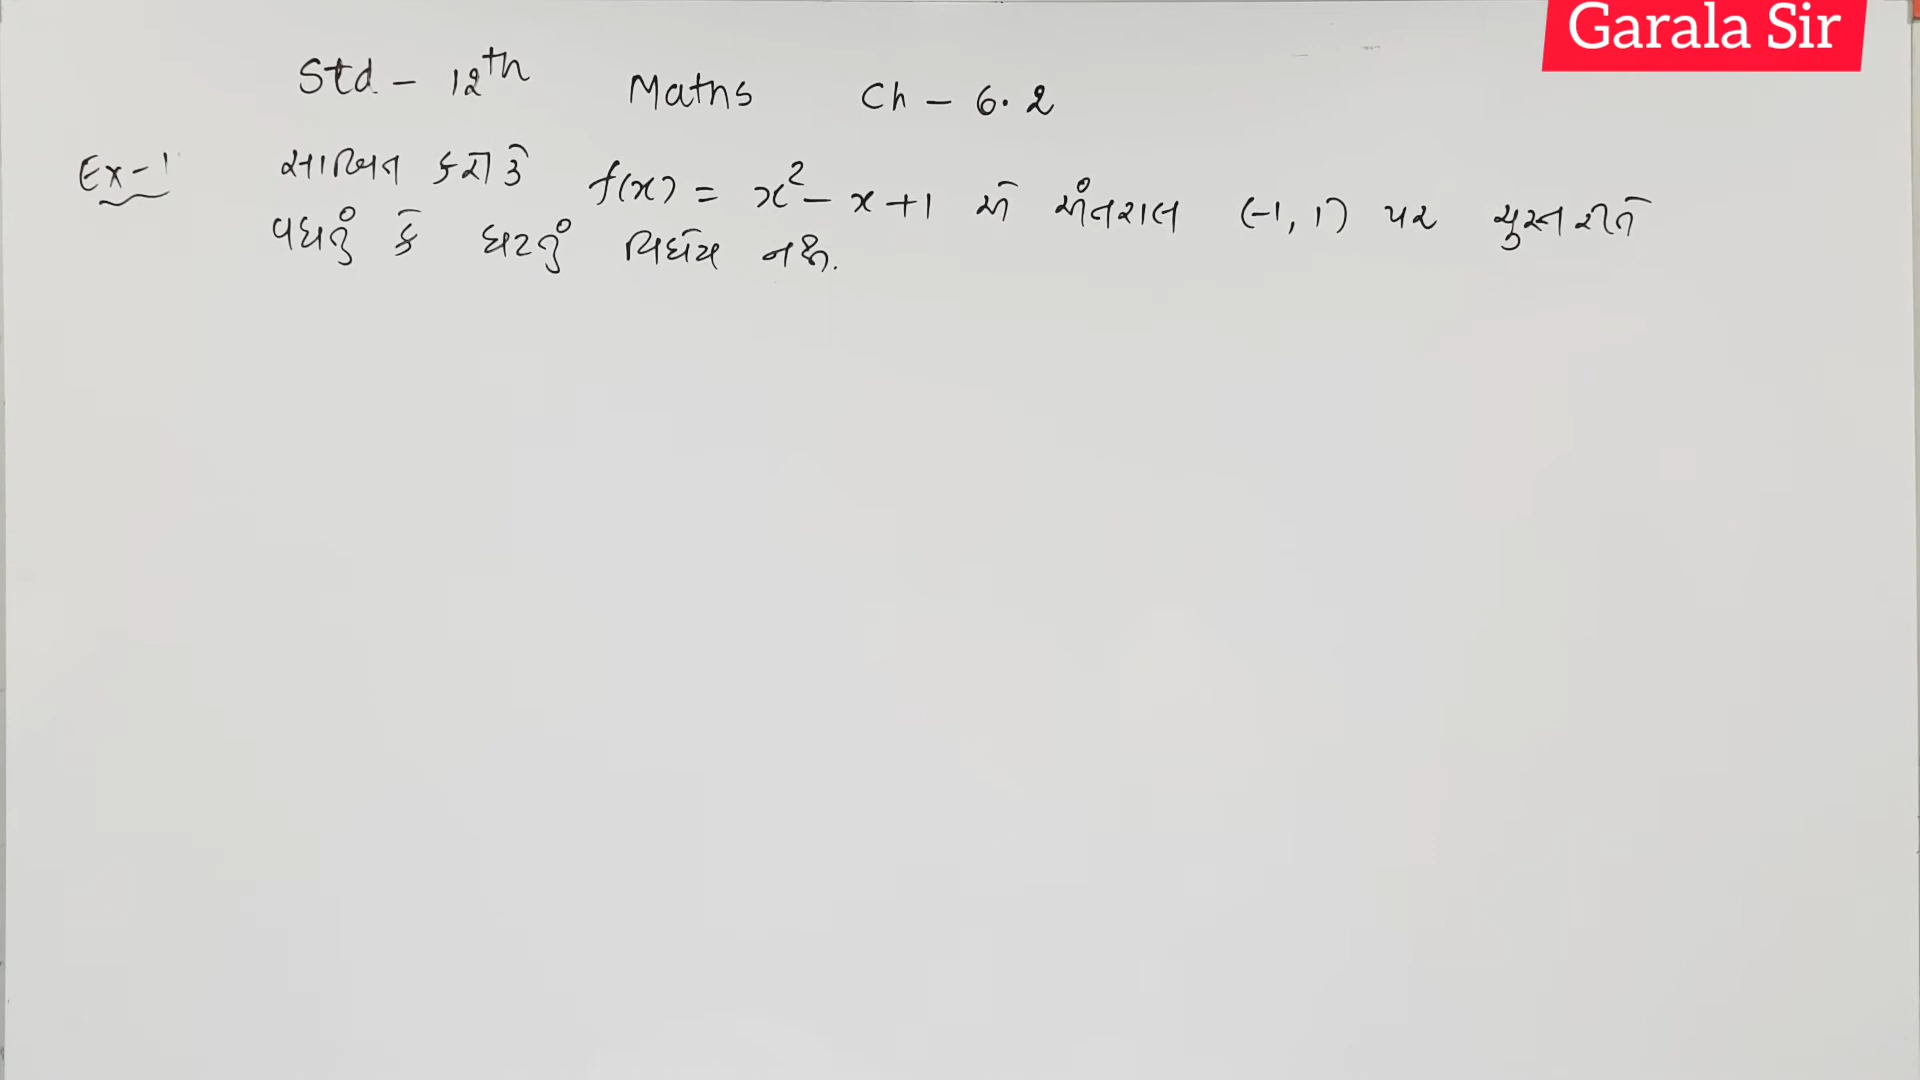 Garala Sir
Std - 12th Maths Ch - 6.2
Ex-1 સાબિત કરો કે f(x) = x² - x + 1 એ અંતરાલ (-1, 1) પર ચુસ્ત રીતે
વધતું કે ઘટતું વિધેય નથી.